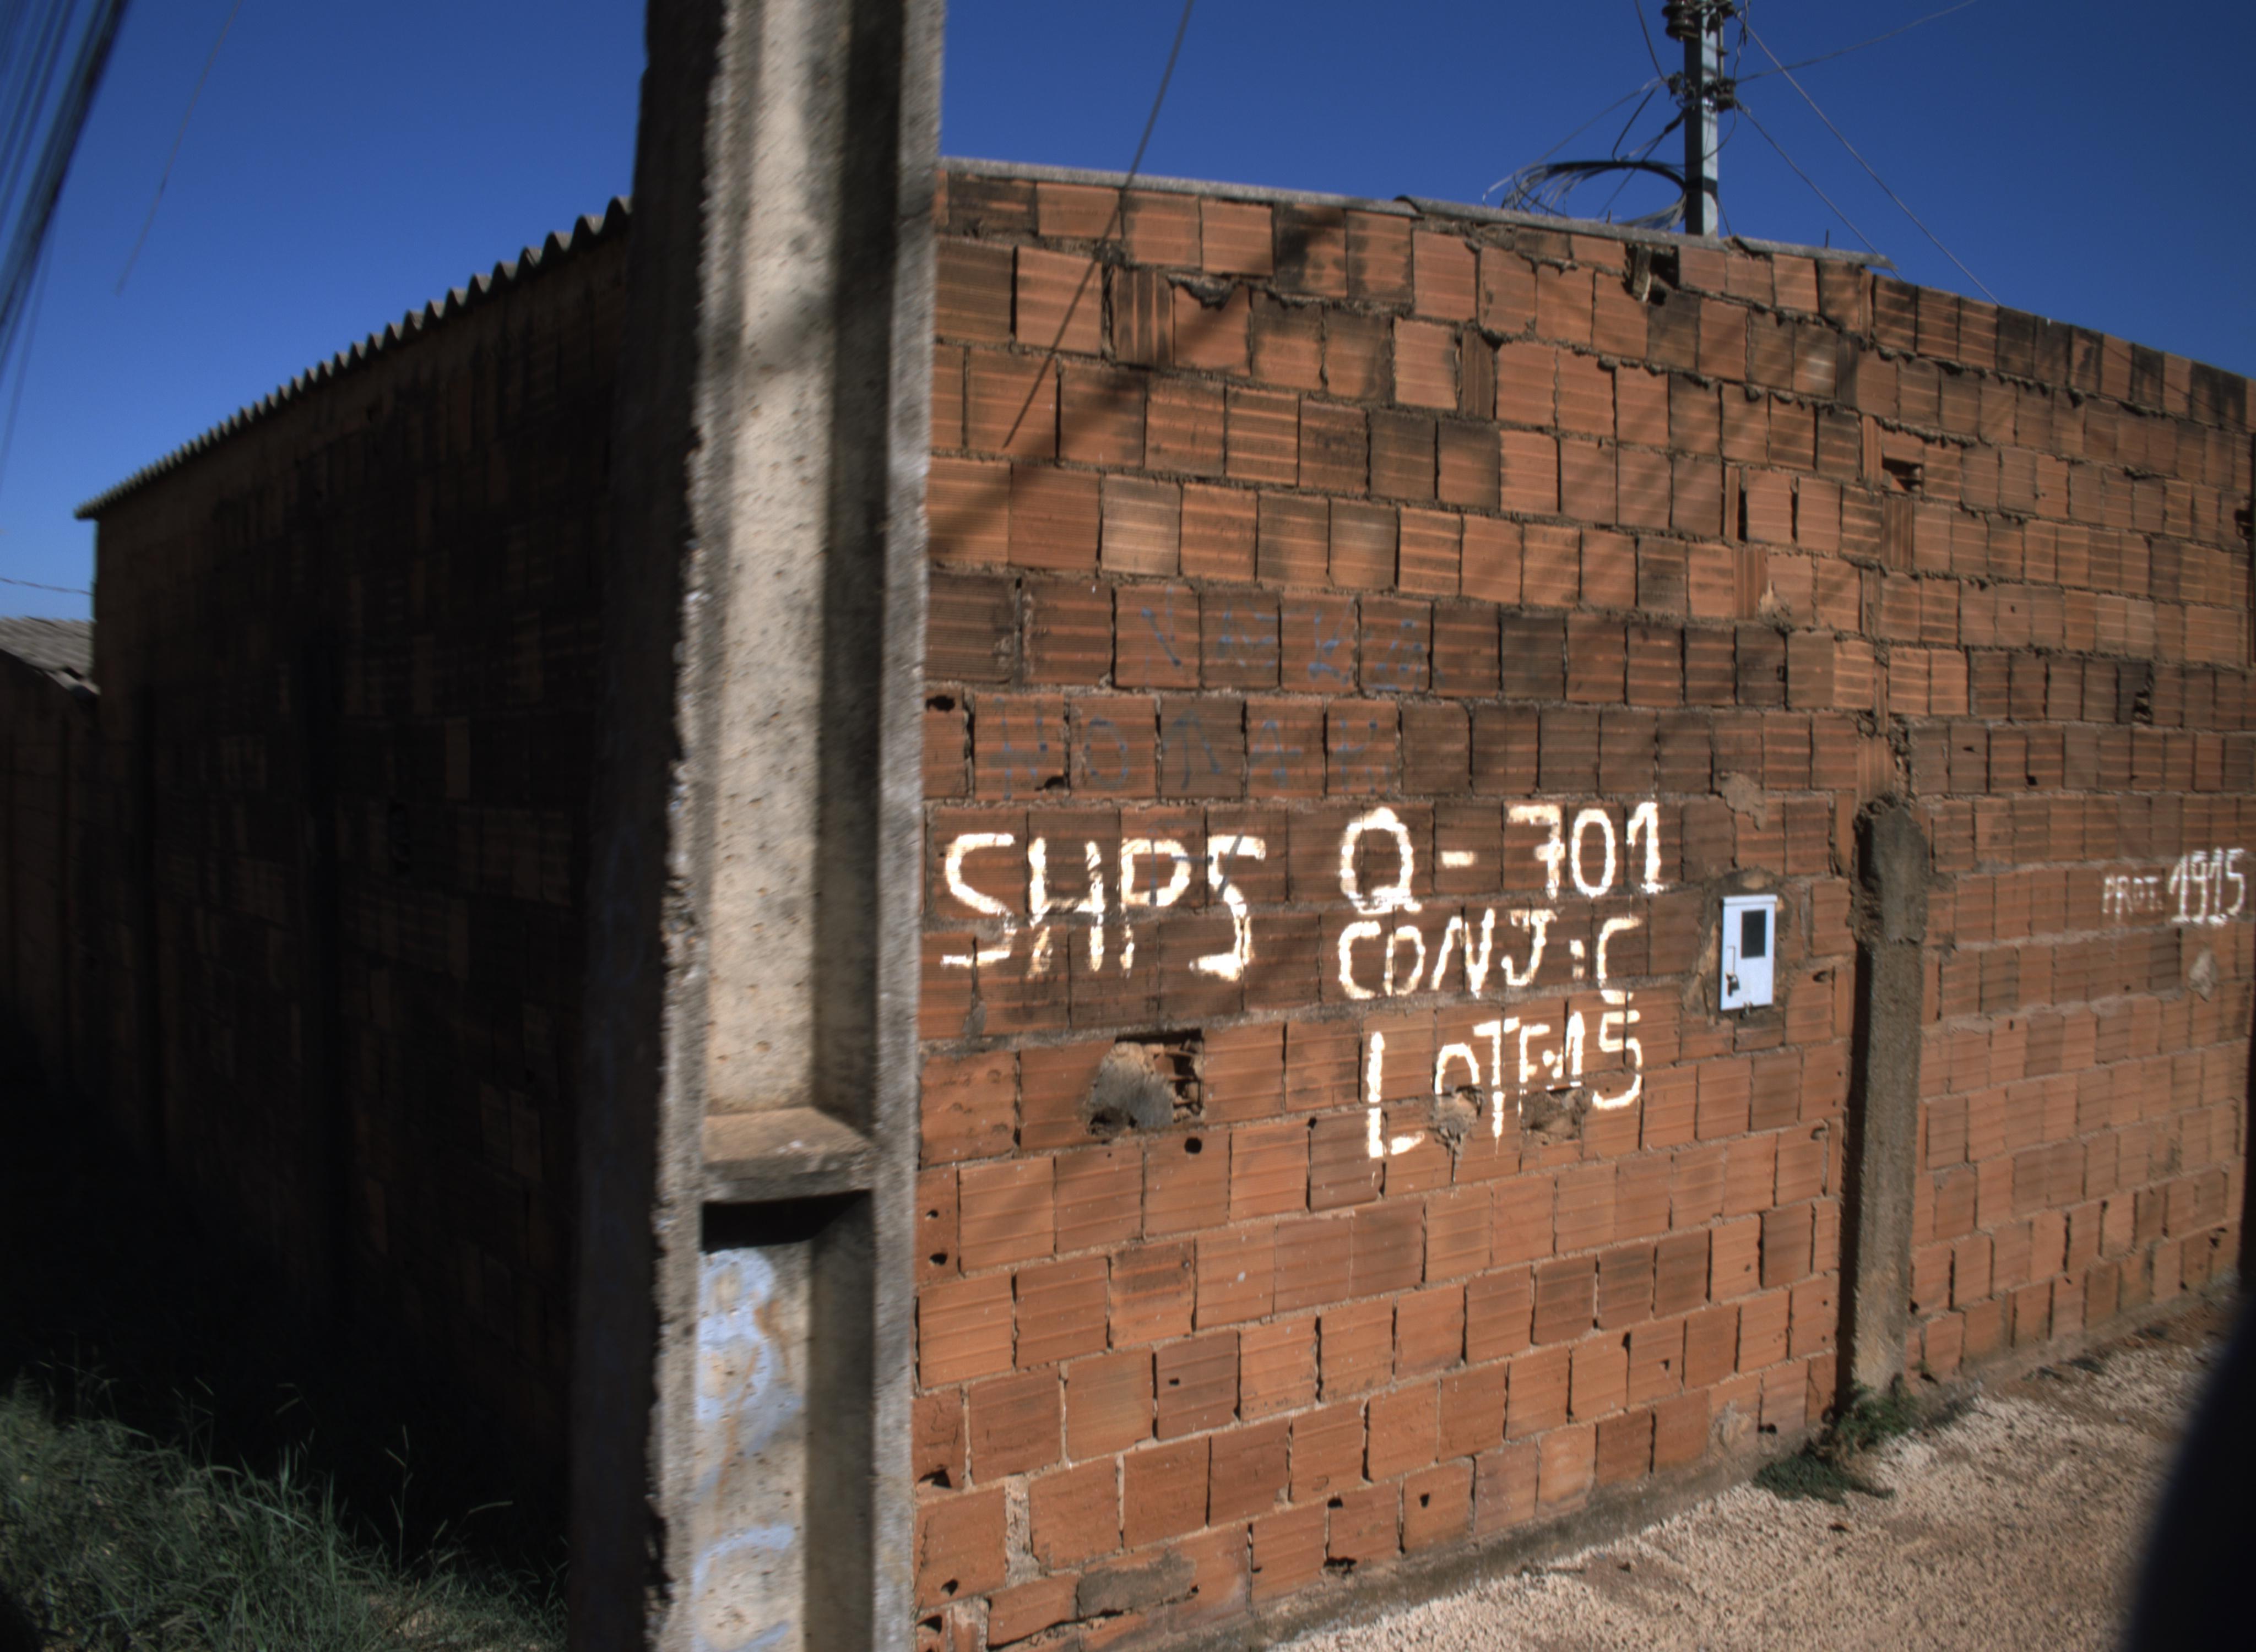 SHPS
Q - 701
CONJ:C
LOTE:15
PROT. 1915